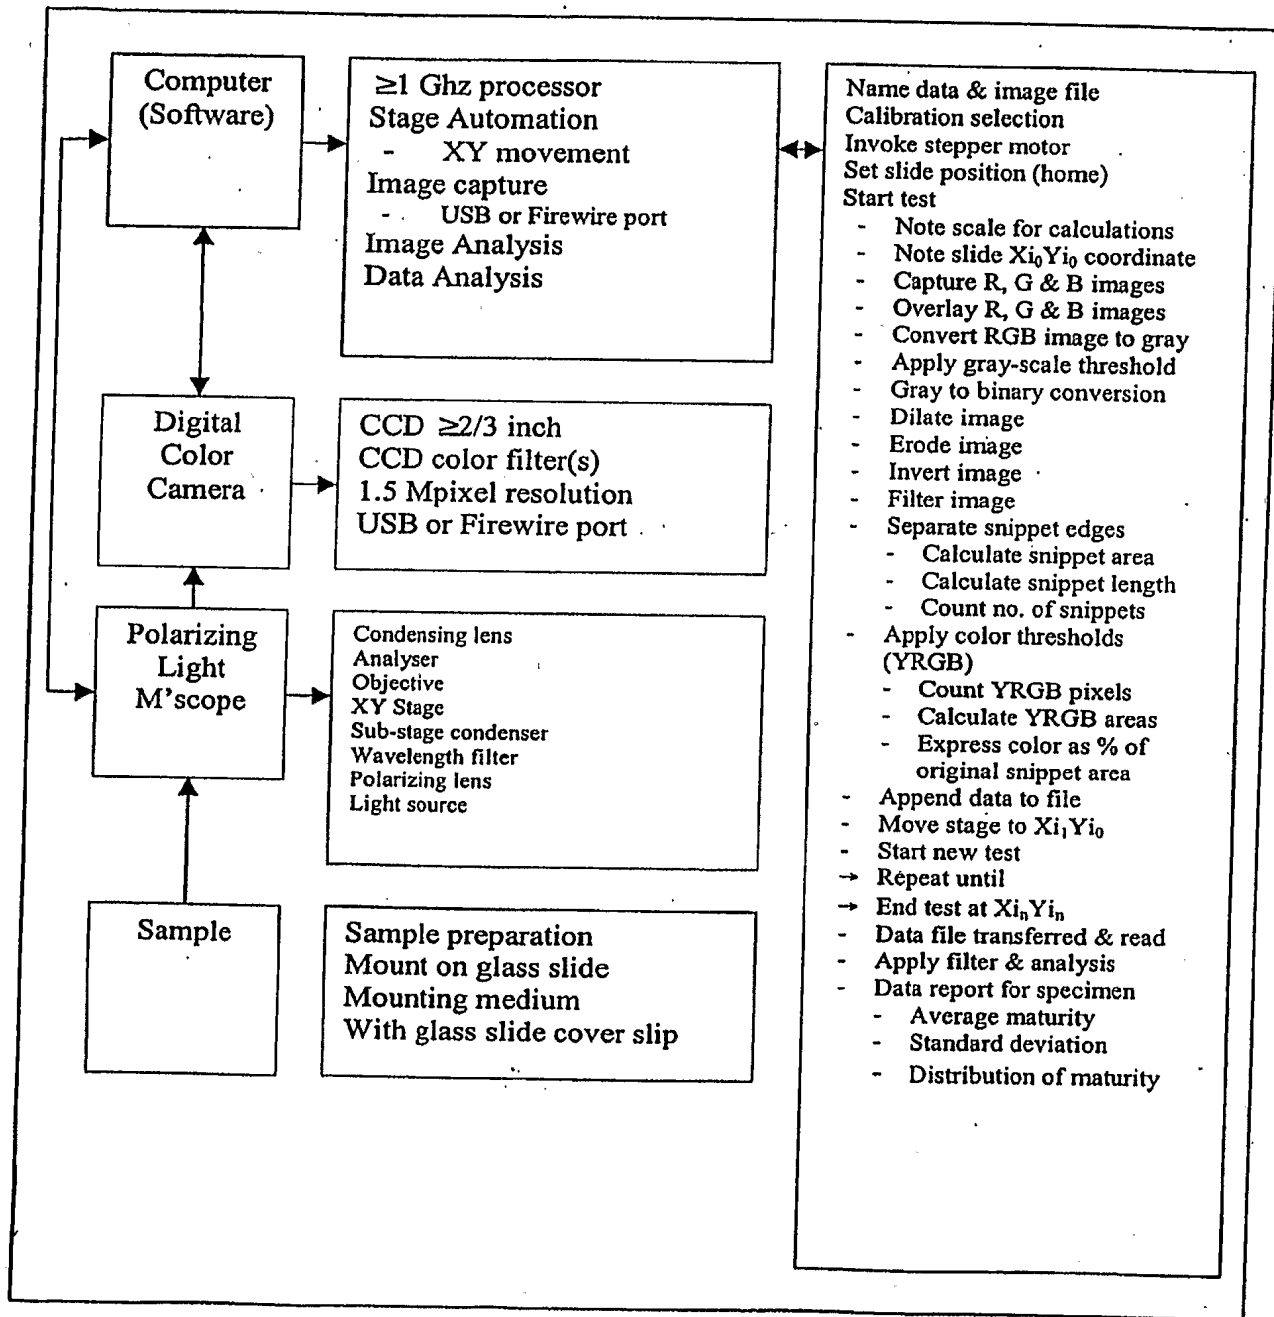 Computer
(Software)
≥1 Ghz processor
Stage Automation
- XY movement
Image capture
- USB or Firewire port
Image Analysis
Data Analysis
Digital
Color
Camera
CCD ≥2/3 inch
CCD color filter(s)
1.5 Mpixel resolution
USB or Firewire port
Polarizing
Light
M'scope
Condensing lens
Analyser
Objective
XY Stage
Sub-stage condenser
Wavelength filter
Polarizing lens
Light source
Sample
Sample preparation
Mount on glass slide
Mounting medium
With glass slide cover slip
Name data & image file
Calibration selection
Invoke stepper motor
Set slide position (home)
Start test
- Note scale for calculations
- Note slide Xi₀Yi₀ coordinate
- Capture R, G & B images
- Overlay R, G & B images
- Convert RGB image to gray
- Apply gray-scale threshold
- Gray to binary conversion
- Dilate image
- Erode image
- Invert image
- Filter image
- Separate snippet edges
- Calculate snippet area
- Calculate snippet length
- Count no. of snippets
- Apply color thresholds
(YRGB)
- Count YRGB pixels
- Calculate YRGB areas
- Express color as % of
original snippet area
- Append data to file
- Move stage to Xi₁Yi₀
- Start new test
→ Repeat until
→ End test at XiₙYiₙ
- Data file transferred & read
- Apply filter & analysis
- Data report for specimen
- Average maturity
- Standard deviation
- Distribution of maturity